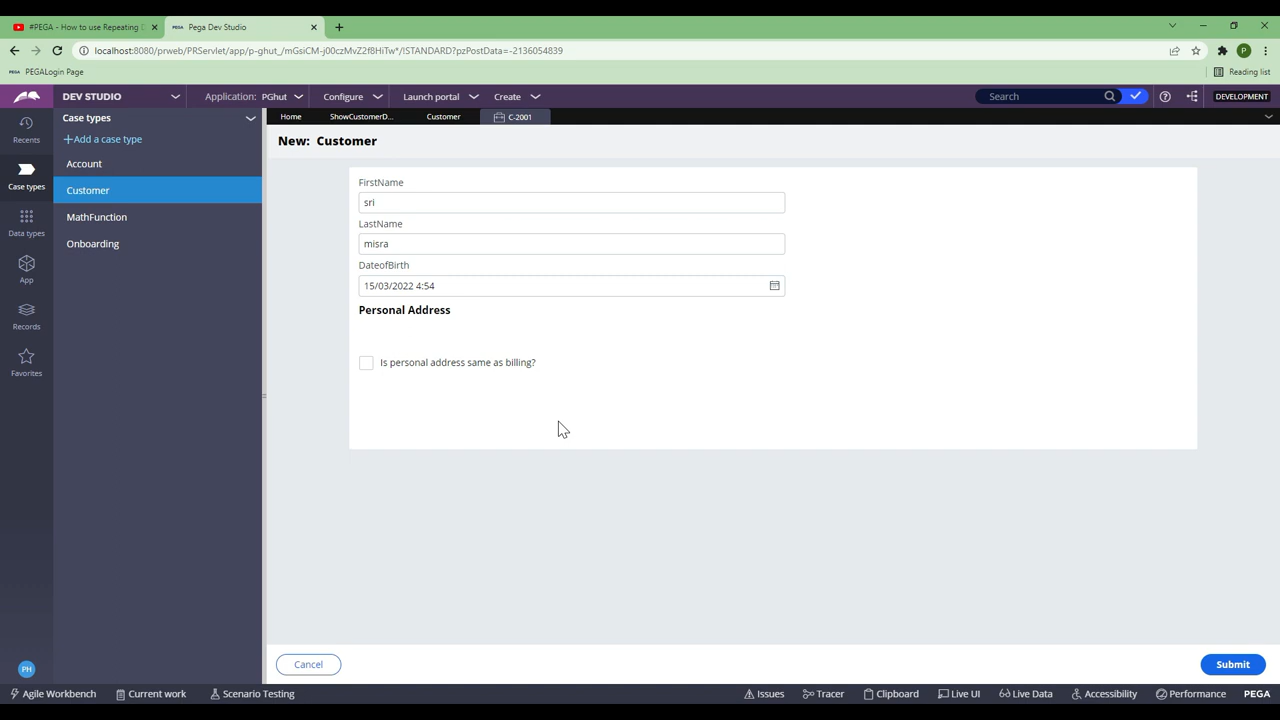 #PEGA - How to use Repeating D
Pega Dev Studio
localhost:8080/prweb/PRServlet/app/p-ghut_/mGsiCM-j00czMvZ2f8HiTw*/!STANDARD?pzPostData=-2136054839
P
PEGALogin Page
Reading list
DEV STUDIO
Application: PGhut
Configure
Launch portal
Create
Search
DEVELOPMENT
Recents
Case types
Data types
App
Records
Favorites
PH
Case types
+Add a case type
Account
Customer
MathFunction
Onboarding
Home
ShowCustomerD...
Customer
C-2001
New: Customer
FirstName
sri
LastName
misra
DateofBirth
15/03/2022 4:54
Personal Address
Is personal address same as billing?
Cancel
Submit
Agile Workbench
Current work
Scenario Testing
Issues
Tracer
Clipboard
Live UI
Live Data
Accessibility
Performance
PEGA